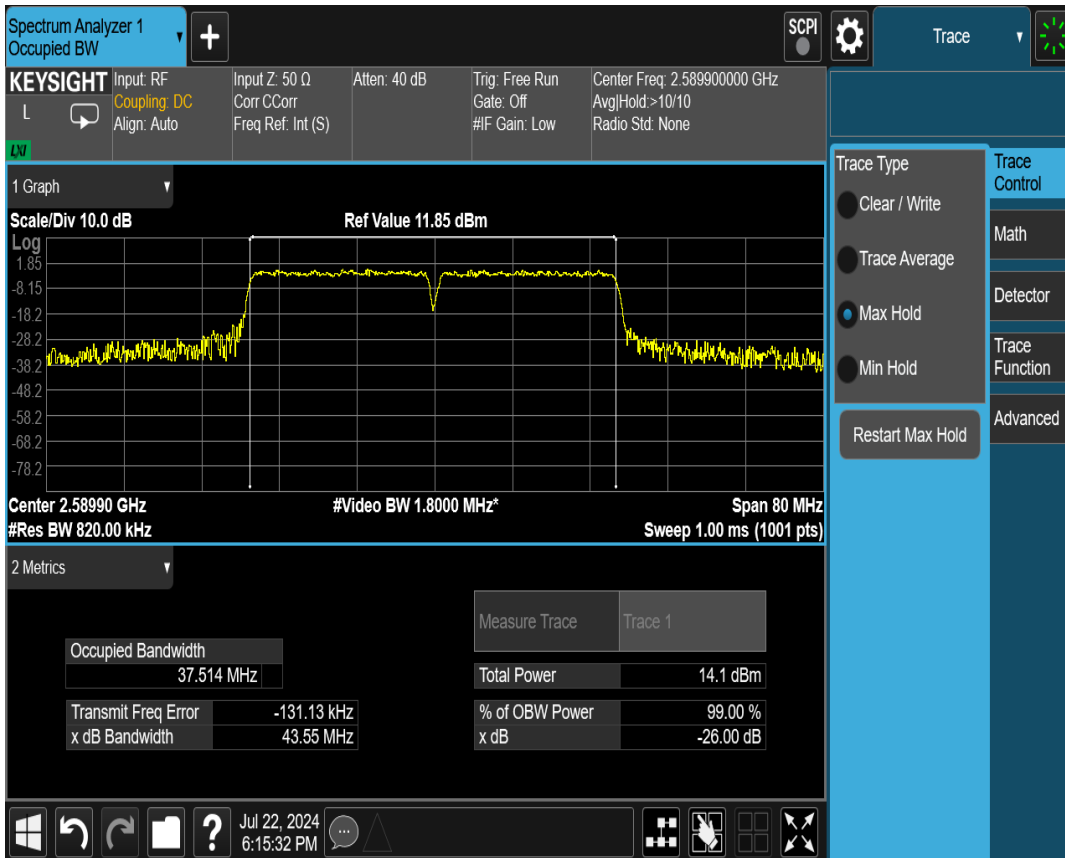 Spectrum Analyzer 1
Occupied BW
+
SCPI
Trace
KEYSIGHT
L
LXI
Input: RF
Coupling: DC
Align: Auto
Input Z: 50 Ω
Corr CCorr
Freq Ref: Int (S)
Atten: 40 dB
Trig: Free Run
Gate: Off
#IF Gain: Low
Center Freq: 2.589900000 GHz
Avg|Hold:>10/10
Radio Std: None
1 Graph
Scale/Div 10.0 dB
Ref Value 11.85 dBm
Log
1.85
-8.15
-18.2
-28.2
-38.2
-48.2
-58.2
-68.2
-78.2
Center 2.58990 GHz
#Video BW 1.8000 MHz*
Span 80 MHz
#Res BW 820.00 kHz
Sweep 1.00 ms (1001 pts)
2 Metrics
Measure Trace
Trace 1
Occupied Bandwidth
37.514 MHz
Total Power
14.1 dBm
Transmit Freq Error
-131.13 kHz
% of OBW Power
99.00 %
x dB Bandwidth
43.55 MHz
x dB
-26.00 dB
Trace Type
Clear / Write
Trace Average
Max Hold
Min Hold
Restart Max Hold
Trace
Control
Math
Detector
Trace
Function
Advanced
?
Jul 22, 2024
6:15:32 PM